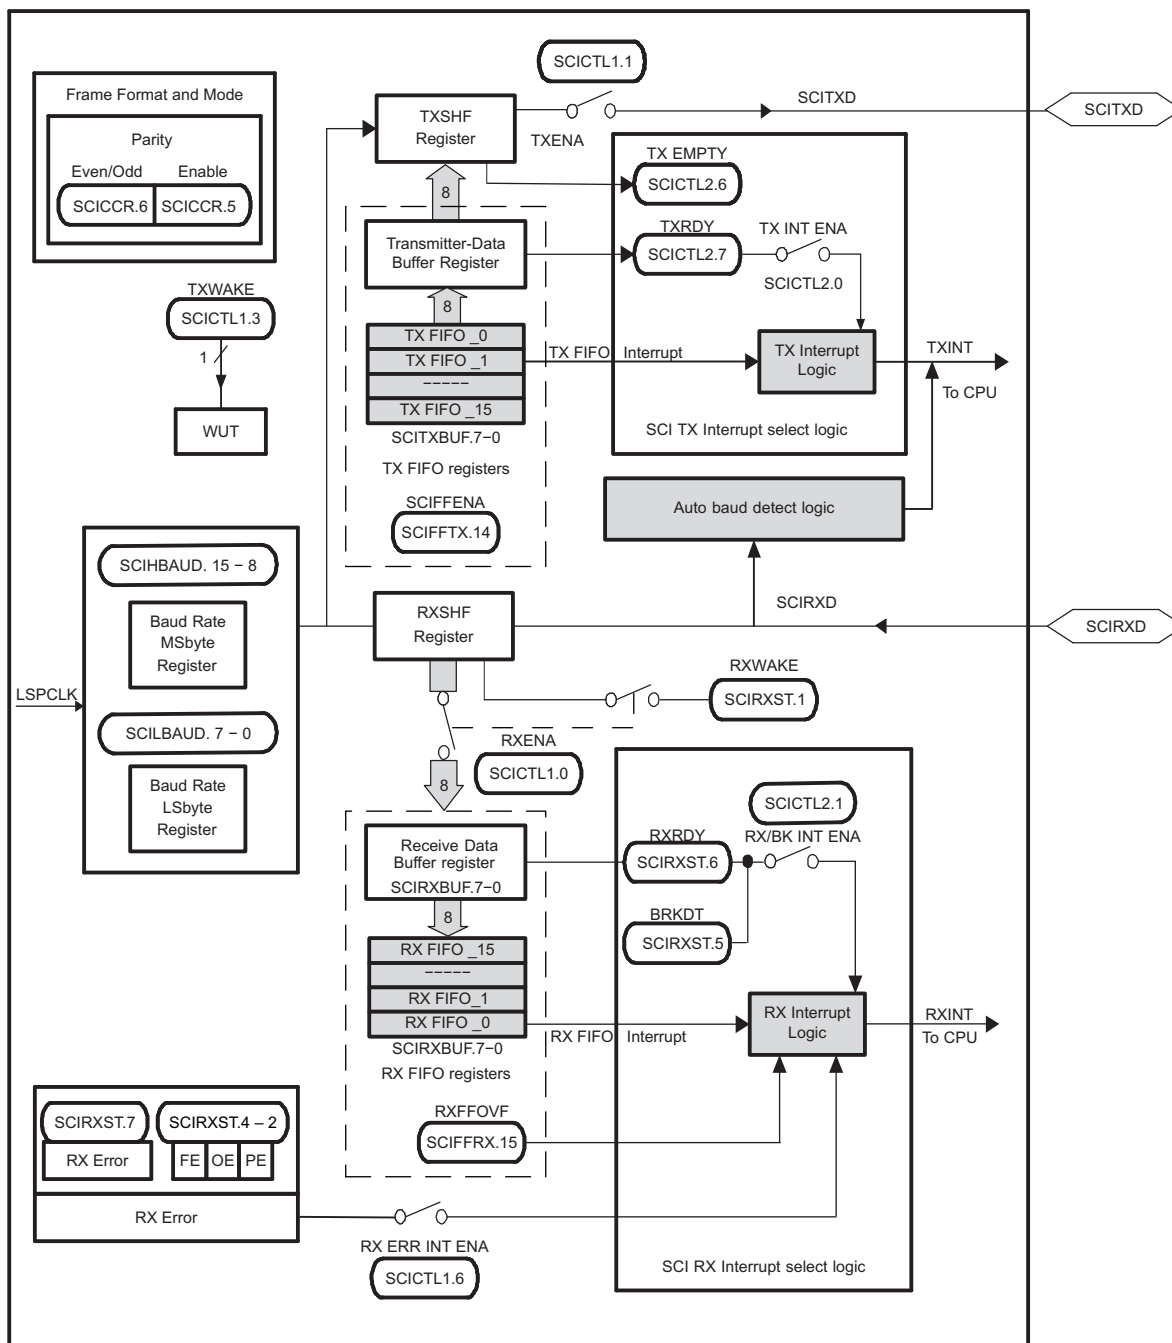 SCICTL1.1
Frame Format and Mode
Parity
Even/Odd Enable
SCICCR.6 SCICCR.5
TXSHF
Register
TXENA
SCITXD
SCITXD
TX EMPTY
SCICTL2.6
8
Transmitter-Data
Buffer Register
TXRDY
SCICTL2.7
TX INT ENA
SCICTL2.0
TXWAKE
SCICTL1.3
1
WUT
8
TX FIFO _0
TX FIFO _1
−−−−−
TX FIFO _15
SCITXBUF.7−0
TX FIFO registers
SCIFFENA
SCIFFTX.14
TX FIFO Interrupt
TX Interrupt
Logic
TXINT
To CPU
SCI TX Interrupt select logic
Auto baud detect logic
SCIHBAUD. 15 − 8
Baud Rate
MSbyte
Register
LSPCLK
SCILBAUD. 7 − 0
Baud Rate
LSbyte
Register
RXSHF
Register
SCIRXD
SCIRXD
RXWAKE
SCIRXST.1
RXENA
SCICTL1.0
8
Receive Data
Buffer register
SCIRXBUF.7−0
8
RX FIFO _15
−−−−−
RX FIFO_1
RX FIFO _0
SCIRXBUF.7−0
RX FIFO registers
SCICTL2.1
RX/BK INT ENA
RXRDY
SCIRXST.6
BRKDT
SCIRXST.5
RX FIFO Interrupt
RX Interrupt
Logic
RXINT
To CPU
RXFFOVF
SCIFFRX.15
SCIRXST.7 SCIRXST.4 – 2
RX Error FE OE PE
RX Error
RX ERR INT ENA
SCICTL1.6
SCI RX Interrupt select logic